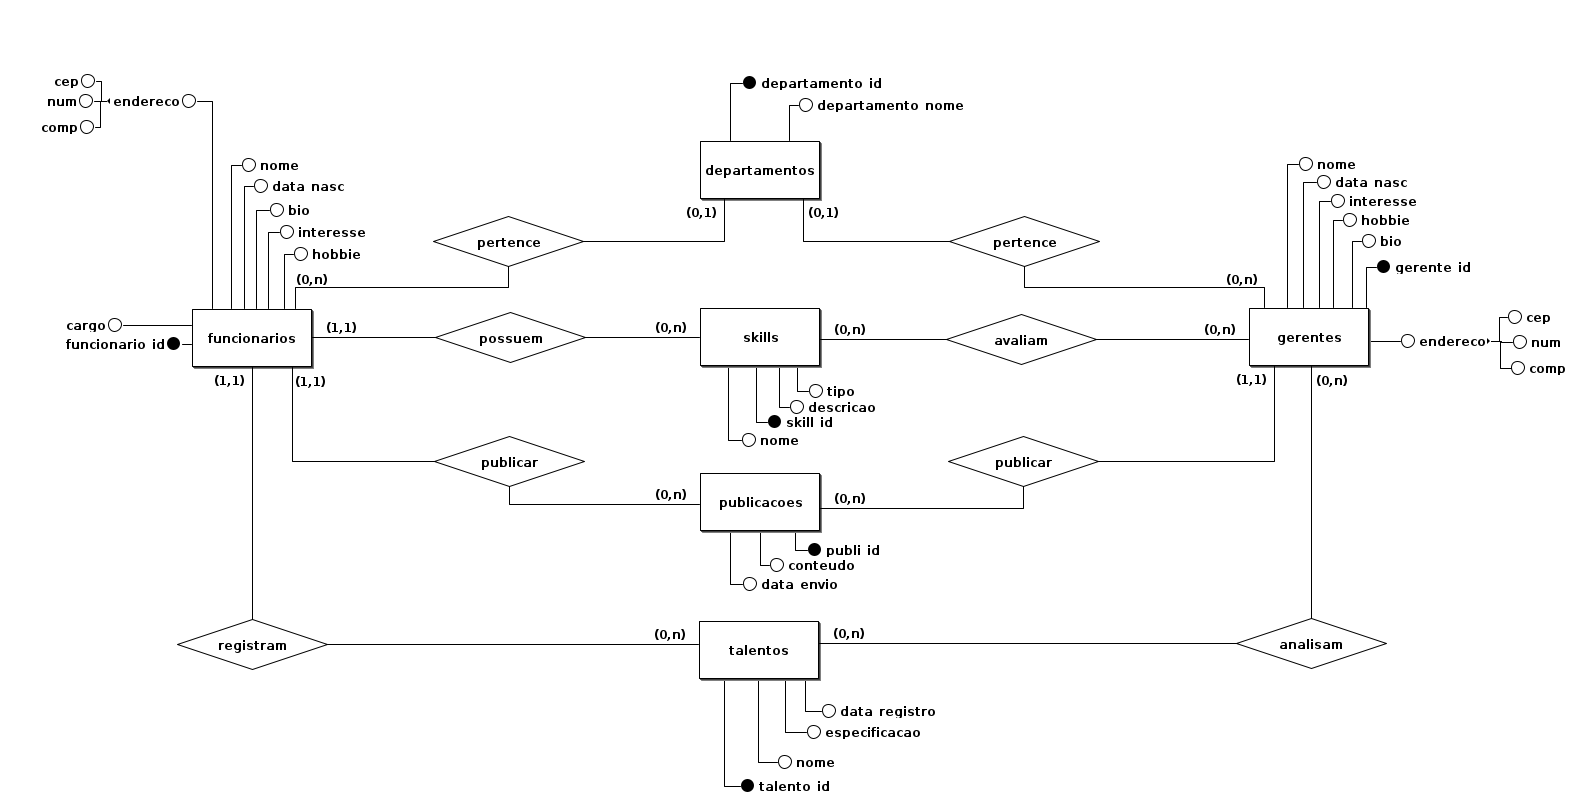 cep
num
comp
endereco
departamento id
departamento nome
departamentos
(0,1)
(0,1)
nome
data nasc
bio
interesse
hobbie
(0,n)
pertence
pertence
(0,n)
nome
data nasc
interesse
hobbie
bio
gerente id
cargo
funcionario id
funcionarios
(1,1)
possuem
(0,n)
skills
(0,n)
avaliam
(0,n)
gerentes
endereco
cep
num
comp
(1,1)
(1,1)
(1,1)
(0,n)
tipo
descricao
skill id
nome
publicar
publicar
(0,n)
publicacoes
(0,n)
publi id
conteudo
data envio
registram
(0,n)
talentos
(0,n)
analisam
data registro
especificacao
nome
talento id